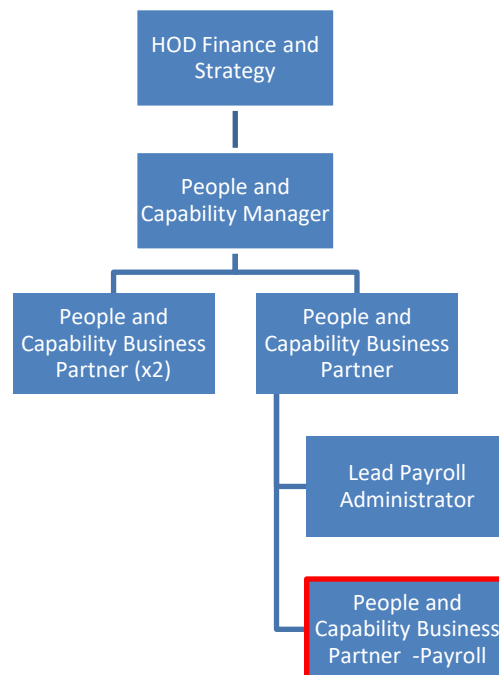 HOD Finance and
Strategy
People and
Capability Manager
People and
Capability Business
Partner (x2)
People and
Capability Business
Partner
Lead Payroll
Administrator
People and
Capability Business
Partner  -Payroll